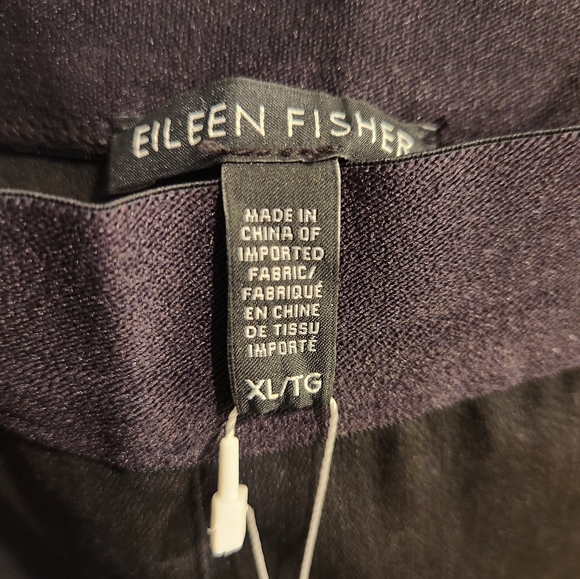 EILEEN FISHER
MADE IN
CHINA OF
IMPORTED
FABRIC/
FABRIQUÉ
EN CHINE
DE TISSU
IMPORTÉ
XL/TG